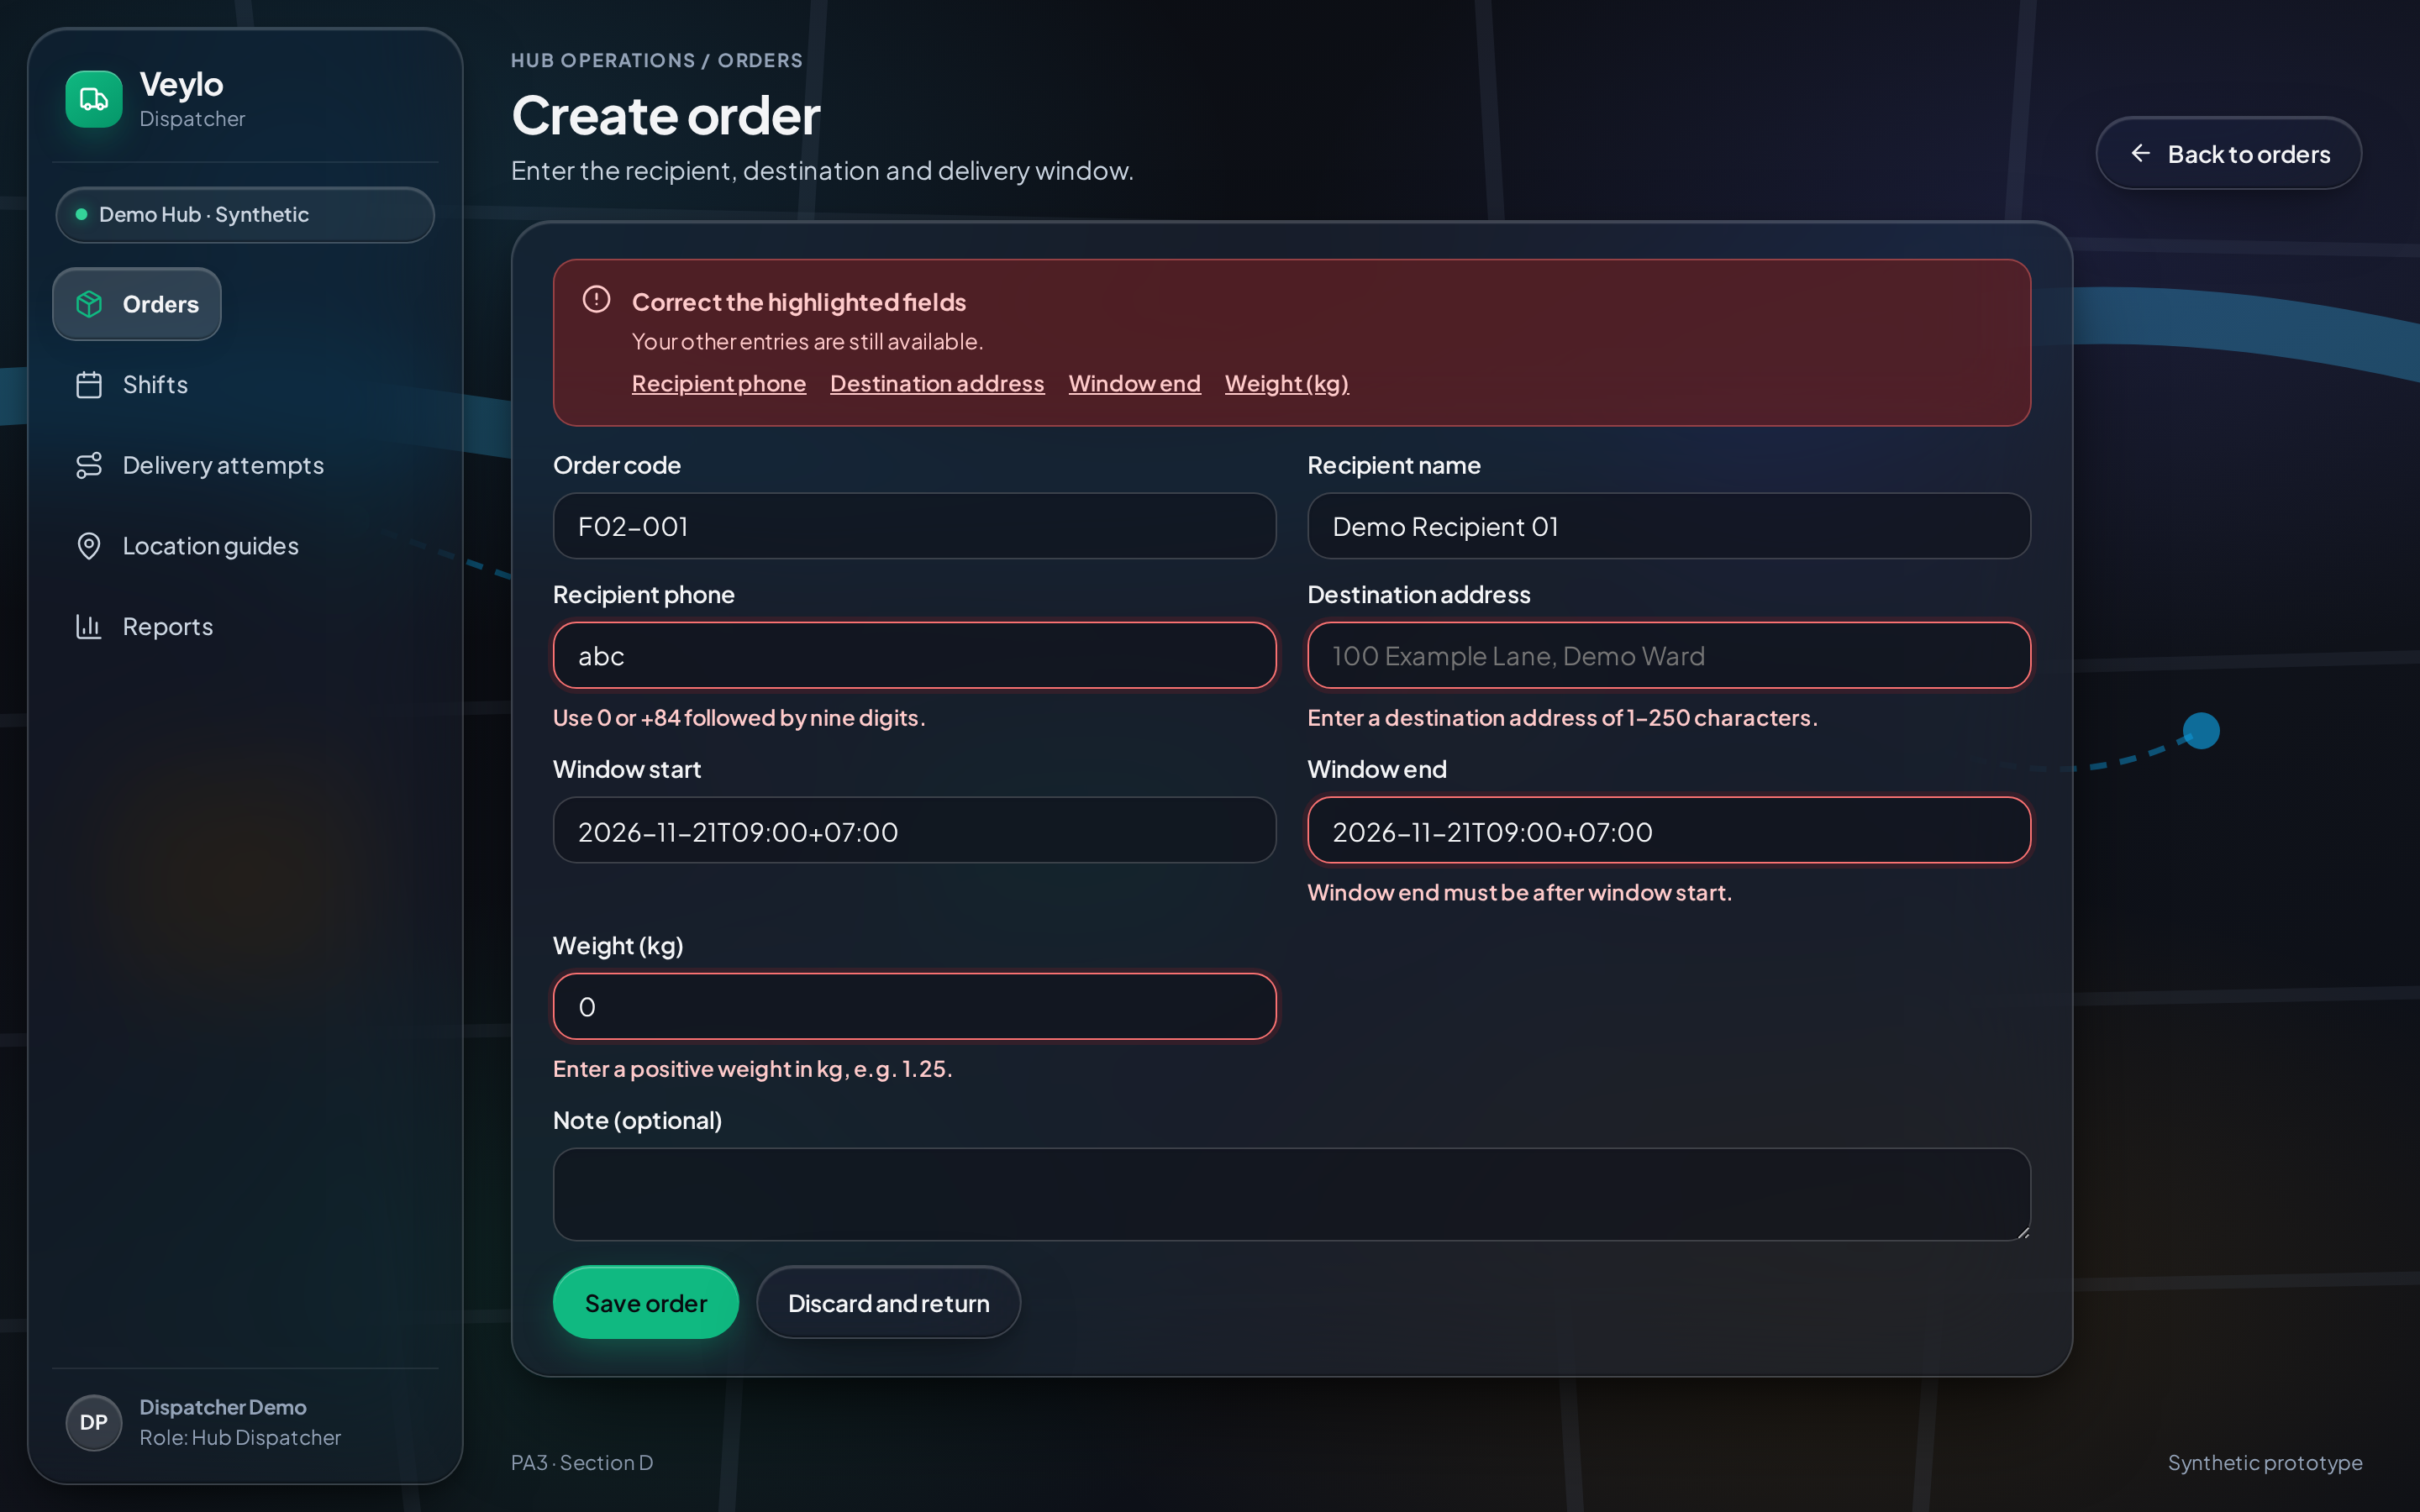 Veylo
Dispatcher
Demo Hub · Synthetic
Orders
Shifts
Delivery attempts
Location guides
Reports
DP
Dispatcher Demo
Role: Hub Dispatcher
HUB OPERATIONS / ORDERS
Create order
Enter the recipient, destination and delivery window.
Back to orders
Correct the highlighted fields
Your other entries are still available.
Recipient phone Destination address Window end Weight (kg)
Order code
F02-001
Recipient name
Demo Recipient 01
Recipient phone
abc
Use 0 or +84 followed by nine digits.
Destination address
100 Example Lane, Demo Ward
Enter a destination address of 1–250 characters.
Window start
2026-11-21T09:00+07:00
Window end
2026-11-21T09:00+07:00
Window end must be after window start.
Weight (kg)
0
Enter a positive weight in kg, e.g. 1.25.
Note (optional)
Save order
Discard and return
PA3 · Section D
Synthetic prototype